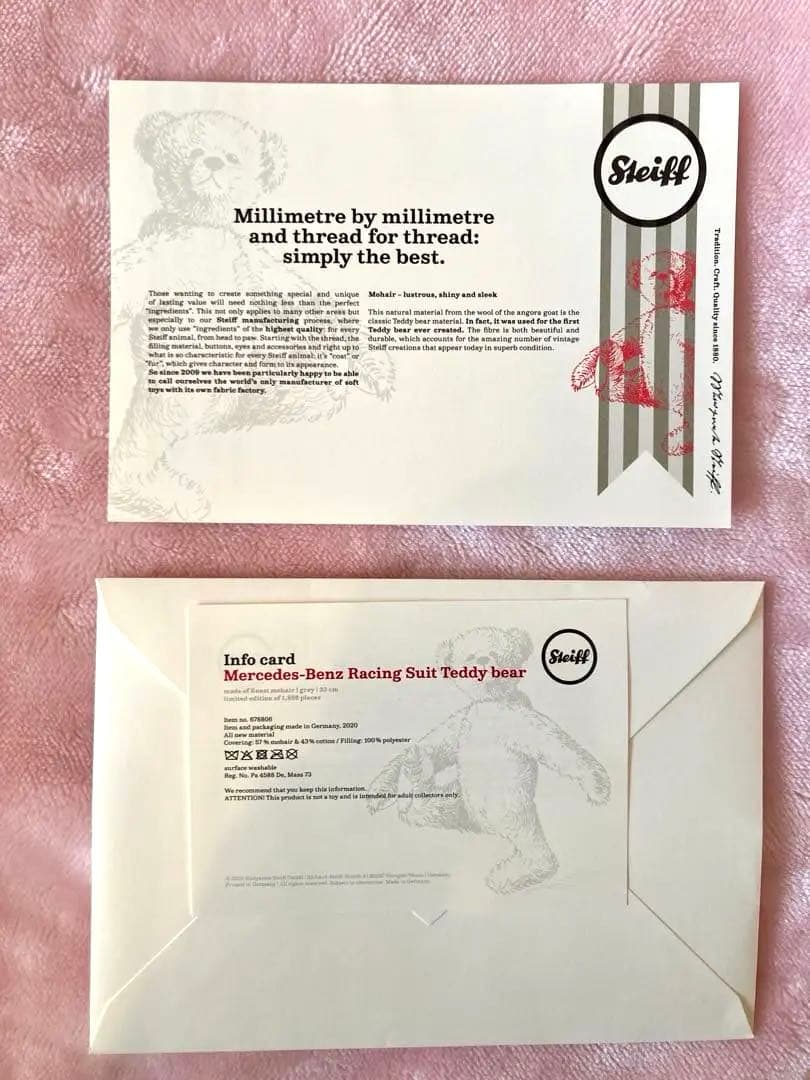 Steiff
Millimetre by millimetre
and thread for thread:
simply the best.
Those wanting to create something special and unique
of lasting value will need nothing less than the perfect
"ingredients". This not only applies to many other areas but
especially to our Steiff manufacturing process, where
we only use "ingredients" of the highest quality: for every
Steiff animal, from head to paw. Starting with the thread, the
filling material, buttons, eyes and accessories and right up to
what is so characteristic for every Steiff animal: it's "coat" or
"fur", which gives character and form to its appearance.
So since 2009 we have been particularly happy to be able
to call ourselves the world's only manufacturer of soft
toys with its own fabric factory.
Mohair – lustrous, shiny and sleek
This natural material from the wool of the angora goat is the
classic Teddy bear material. In fact, it was used for the first
Teddy bear ever created. The fibre is both beautiful and
durable, which accounts for the amazing number of vintage
Steiff creations that appear today in superb condition.
Tradition. Craft. Quality since 1880.
Steiff
Info card
Mercedes-Benz Racing Suit Teddy bear
made of finest mohair | grey | 33 cm
limited edition of pieces
Item no.
Item and packaging made in Germany, 2020
All new material
Covering: 57 % mohair & 43 % cotton / Filling: 100 % polyester
surface washable
Reg. No. Pa 4588 De, Mass 73
We recommend that you keep this information.
ATTENTION! This product is not a toy and is intended for adult collectors only.
Printed in Germany | All rights reserved. Made in Germany.